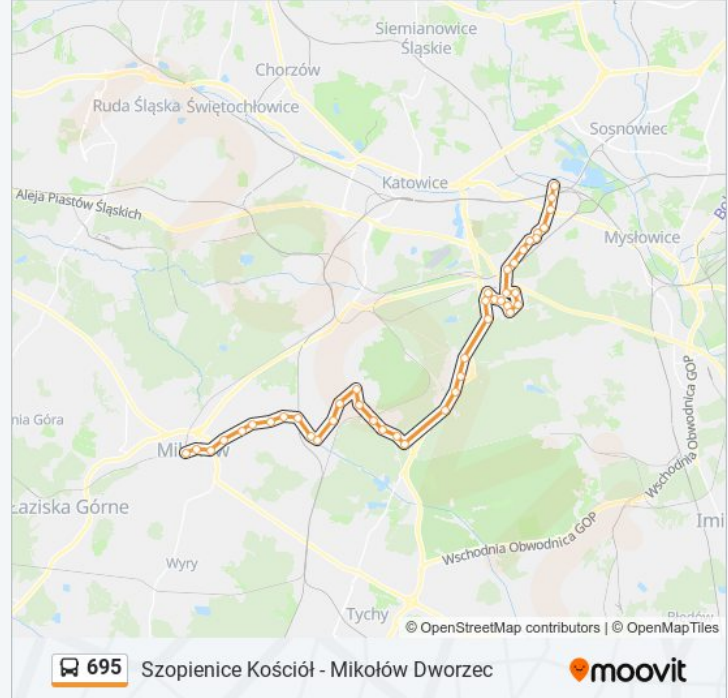 Siemianowice
Śląskie
Chorzów
Ruda Śląska
Świętochłowice
Sosnowiec
Katowice
Aleja Piastów Śląskich
Mysłowice
Wschodnia Obwodnica GOP
nia Góra
Łaziska Górne
Imi
Wschodnia Obwodnica GOP
Wyry
Tychy
© OpenStreetMap contributors | © OpenMapTiles
695 Szopienice Kościół - Mikołów Dworzec
moovit